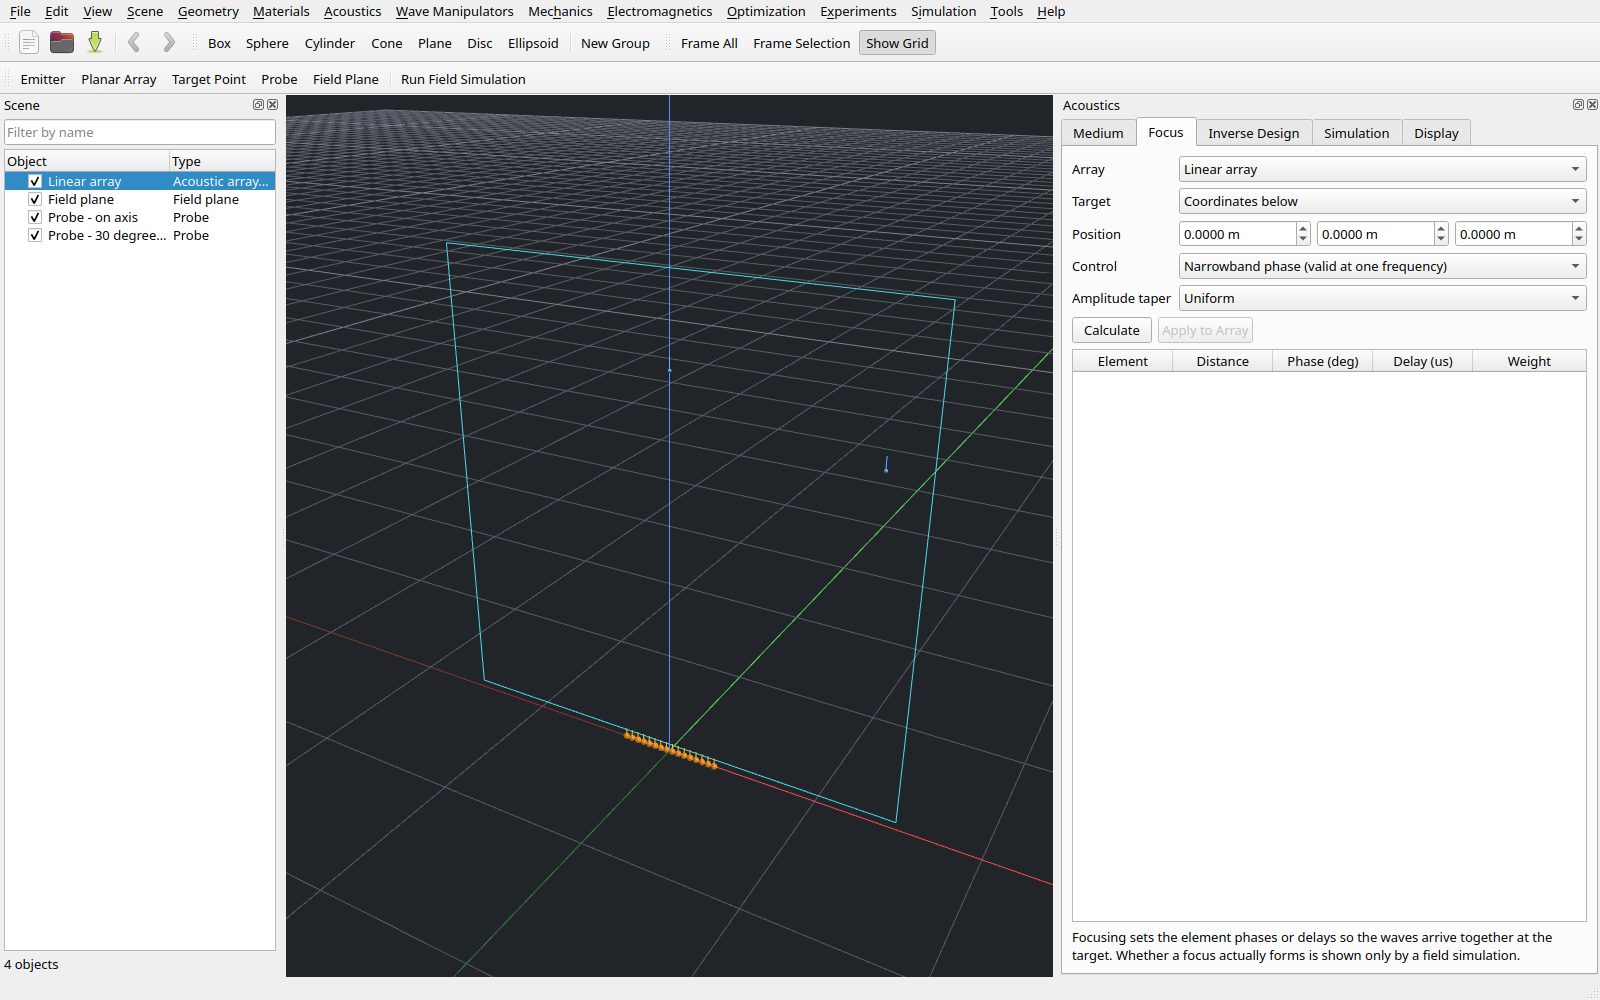 File Edit View Scene Geometry Materials Acoustics Wave Manipulators Mechanics Electromagnetics Optimization Experiments Simulation Tools Help
Box Sphere Cylinder Cone Plane Disc Ellipsoid New Group Frame All Frame Selection Show Grid
Emitter Planar Array Target Point Probe Field Plane Run Field Simulation
Scene
Filter by name
Object Type
Linear array Acoustic array...
Field plane Field plane
Probe - on axis Probe
Probe - 30 degree... Probe
4 objects
Acoustics
Medium Focus Inverse Design Simulation Display
Array Linear array
Target Coordinates below
Position 0.0000 m 0.0000 m 0.0000 m
Control Narrowband phase (valid at one frequency)
Amplitude taper Uniform
Calculate Apply to Array
Element Distance Phase (deg) Delay (us) Weight
Focusing sets the element phases or delays so the waves arrive together at the
target. Whether a focus actually forms is shown only by a field simulation.